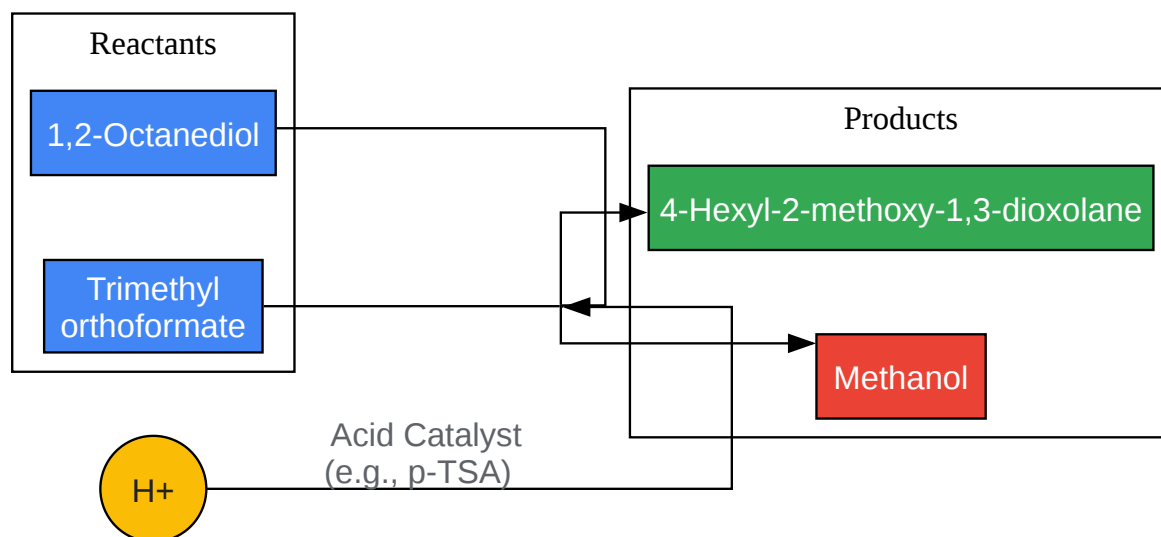 Reactants
1,2-Octanediol
Trimethyl
orthoformate
Products
4-Hexyl-2-methoxy-1,3-dioxolane
Methanol
Acid Catalyst
(e.g., p-TSA)
H+